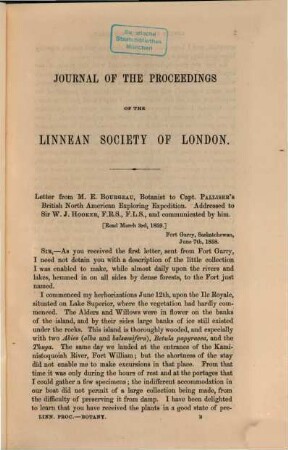 JOURNAL OF THE PROCEEDINGS
OF THE
LINNEAN SOCIETY OF LONDON.
Letter from M. E. BOURGEAU, Botanist to Capt. PALLISER'S
British North American Exploring Expedition. Addressed to
Sir W. J. HOOKER, F.R.S., F.L.S., and communicated by him.
[Read March 3rd, 1859.]
Fort Garry, Saskatchewan,
June 7th, 1858.
SIR,—As you received the first letter, sent from Fort Garry,
I need not detain you with a description of the little collection
I was enabled to make, while almost daily upon the rivers and
lakes, hemmed in on all sides by dense forests, to the Fort just
named.
I commenced my herborizations June 12th, upon the Ile Royale,
situated on Lake Superior, where the vegetation had hardly com-
menced. The Alders and Willows were in flower on the banks
of the island, and by their sides large banks of ice still existed
under the rocks. This island is thoroughly wooded, and especially
with two Abies (alba and balsamifera), Betula papyracea, and the
Thuya. The same day we landed at the entrance of the Kami-
nistoquoiah River, Fort William; but the shortness of the stay
did not enable me to make excursions in that place. From that
time it was only during the hours of rest and at the portages that
I could gather a few specimens; the indifferent accommodation in
our boat did not permit of a large collection being made, from
the difficulty of preserving it from damp. I have been delighted
to learn that you have received the plants in a good state of pre-
LINN. PROC.—BOTANY. B